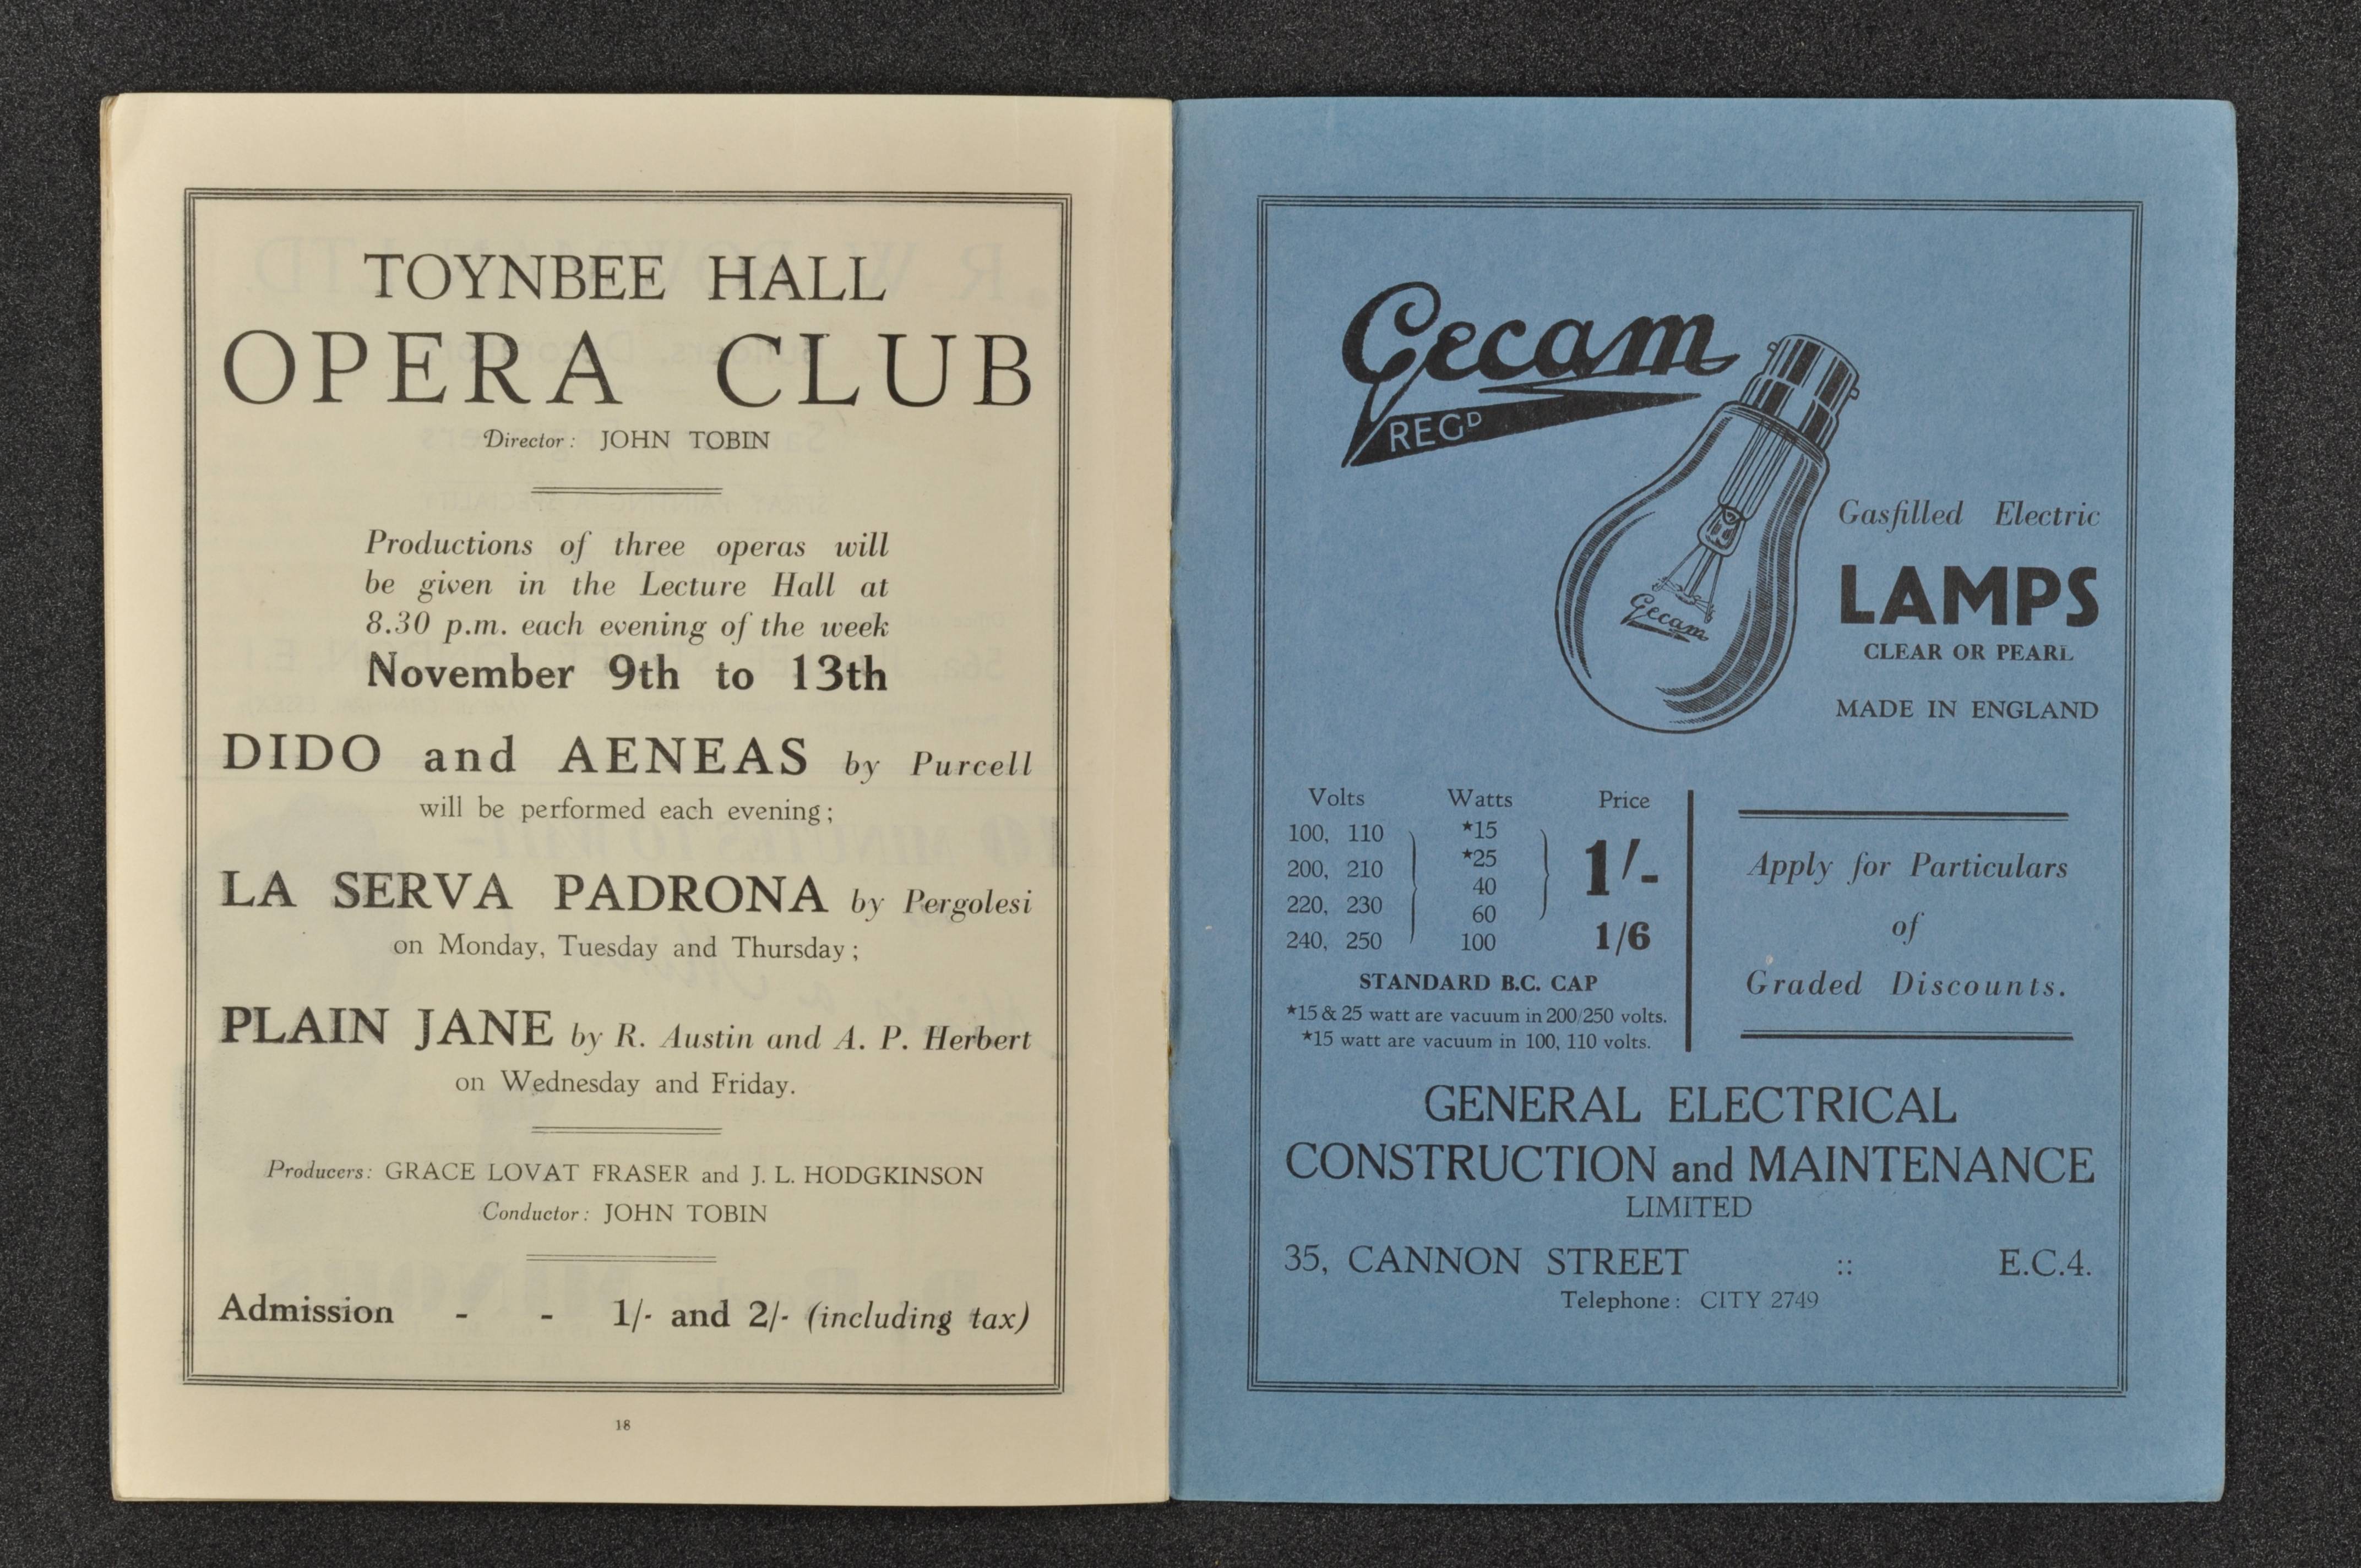 TOYNBEE HALL
OPERA CLUB
Director: JOHN TOBIN
Productions of three operas will
be given in the Lecture Hall at
8.30 p.m. each evening of the week
November 9th to 13th
DIDO and AENEAS by Purcell
will be performed each evening;
LA SERVA PADRONA by Pergolesi
on Monday, Tuesday and Thursday;
PLAIN JANE by R. Austin and A. P. Herbert
on Wednesday and Friday.
Producers: GRACE LOVAT FRASER and J. L. HODGKINSON
Conductor: JOHN TOBIN
Admission - - 1/- and 2/- (including tax)
18
Gecam
REGD
Gecam
Gasfilled Electric
LAMPS
CLEAR OR PEARL
MADE IN ENGLAND
Volts Watts Price
100, 110 *15
200, 210 *25 1/-
220, 230 40
60
240, 250 100 1/6
STANDARD B.C. CAP
*15 & 25 watt are vacuum in 200/250 volts.
*15 watt are vacuum in 100, 110 volts.
Apply for Particulars
of
Graded Discounts.
GENERAL ELECTRICAL
CONSTRUCTION and MAINTENANCE
LIMITED
35, CANNON STREET :: E.C.4.
Telephone: CITY 2749